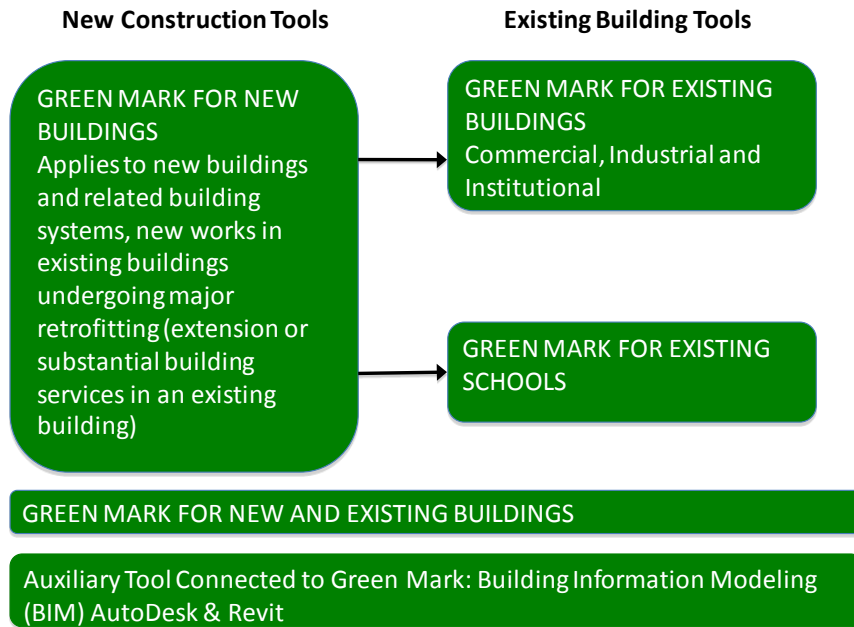 New Construction Tools
Existing Building Tools
GREEN MARK FOR NEW
BUILDINGS
Applies to new buildings
and related building
systems, new works in
existing buildings
undergoing major
retrofitting (extension or
substantial building
services in an existing
building)
GREEN MARK FOR EXISTING
BUILDINGS
Commercial, Industrial and
Institutional
GREEN MARK FOR EXISTING
SCHOOLS
GREEN MARK FOR NEW AND EXISTING BUILDINGS
Auxiliary Tool Connected to Green Mark: Building Information Modeling
(BIM) AutoDesk & Revit